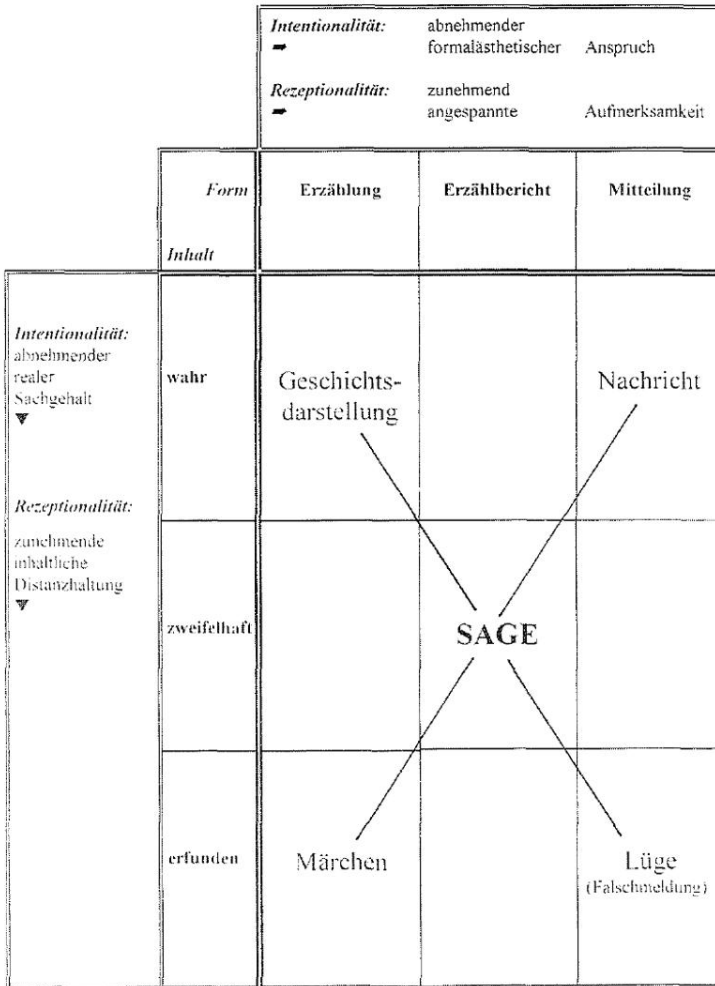 Intentionalität: abnehmender
➡ formalästhetischer Anspruch
Rezeptionalität: zunehmend
➡ angespannte Aufmerksamkeit
Form Erzählung Erzählbericht Mitteilung
Inhalt
Intentionalität:
abnehmender
realer
Sachgehalt
▼
wahr
Geschichts-
darstellung
Nachricht
Rezeptionalität:
zunehmende
inhaltliche
Distanzhaltung
▼
zweifelhaft
SAGE
erfunden
Märchen
Lüge
(Falschmeldung)